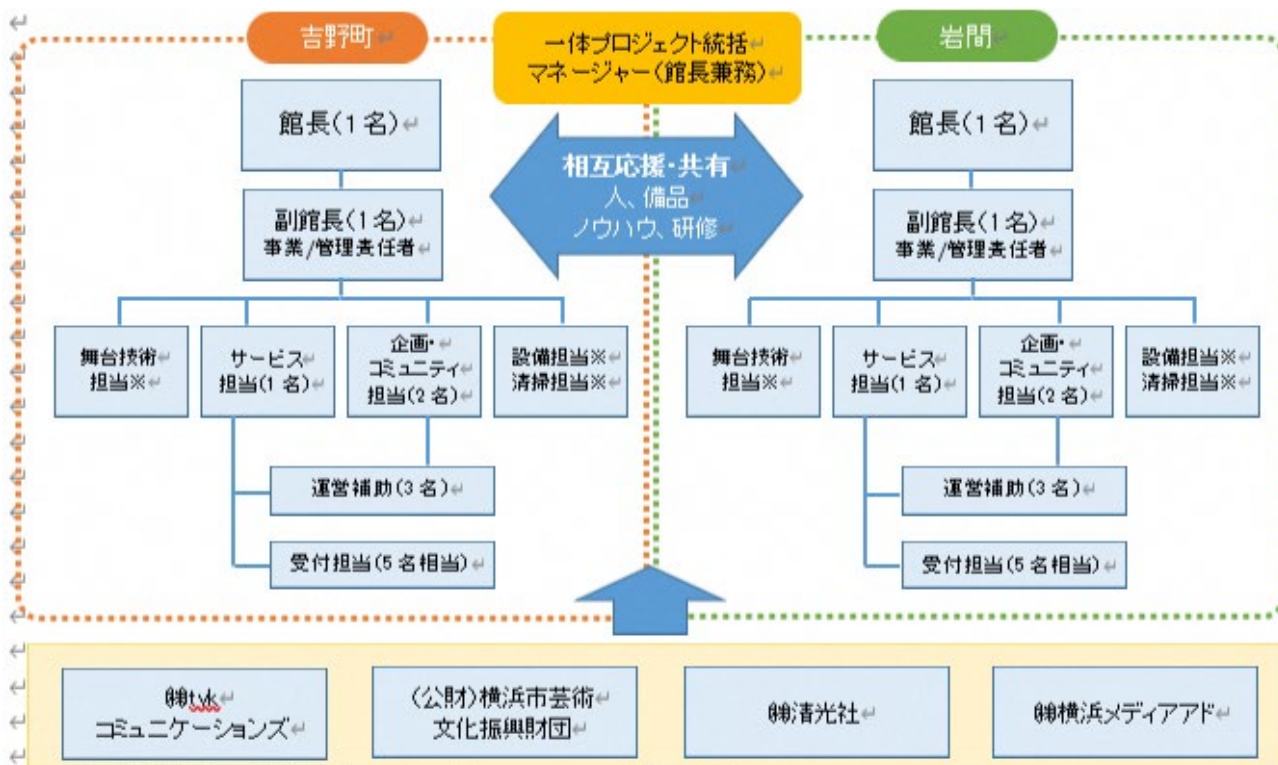 吉野町
一体プロジェクト統括
マネージャー(館長兼務)
岩間
館長(1名)
副館長(1名)
事業/管理責任者
舞台技術
担当※
サービス
担当(1名)
企画・
コミュニティ
担当(2名)
設備担当※
清掃担当※
運営補助(3名)
受付担当(5名相当)
相互応援・共有
人、備品
ノウハウ、研修
館長(1名)
副館長(1名)
事業/管理責任者
舞台技術
担当※
サービス
担当(1名)
企画・
コミュニティ
担当(2名)
設備担当※
清掃担当※
運営補助(3名)
受付担当(5名相当)
㈱tvk
コミュニケーションズ
(公財)横浜市芸術
文化振興財団
㈱清光社
㈱横浜メディアアド